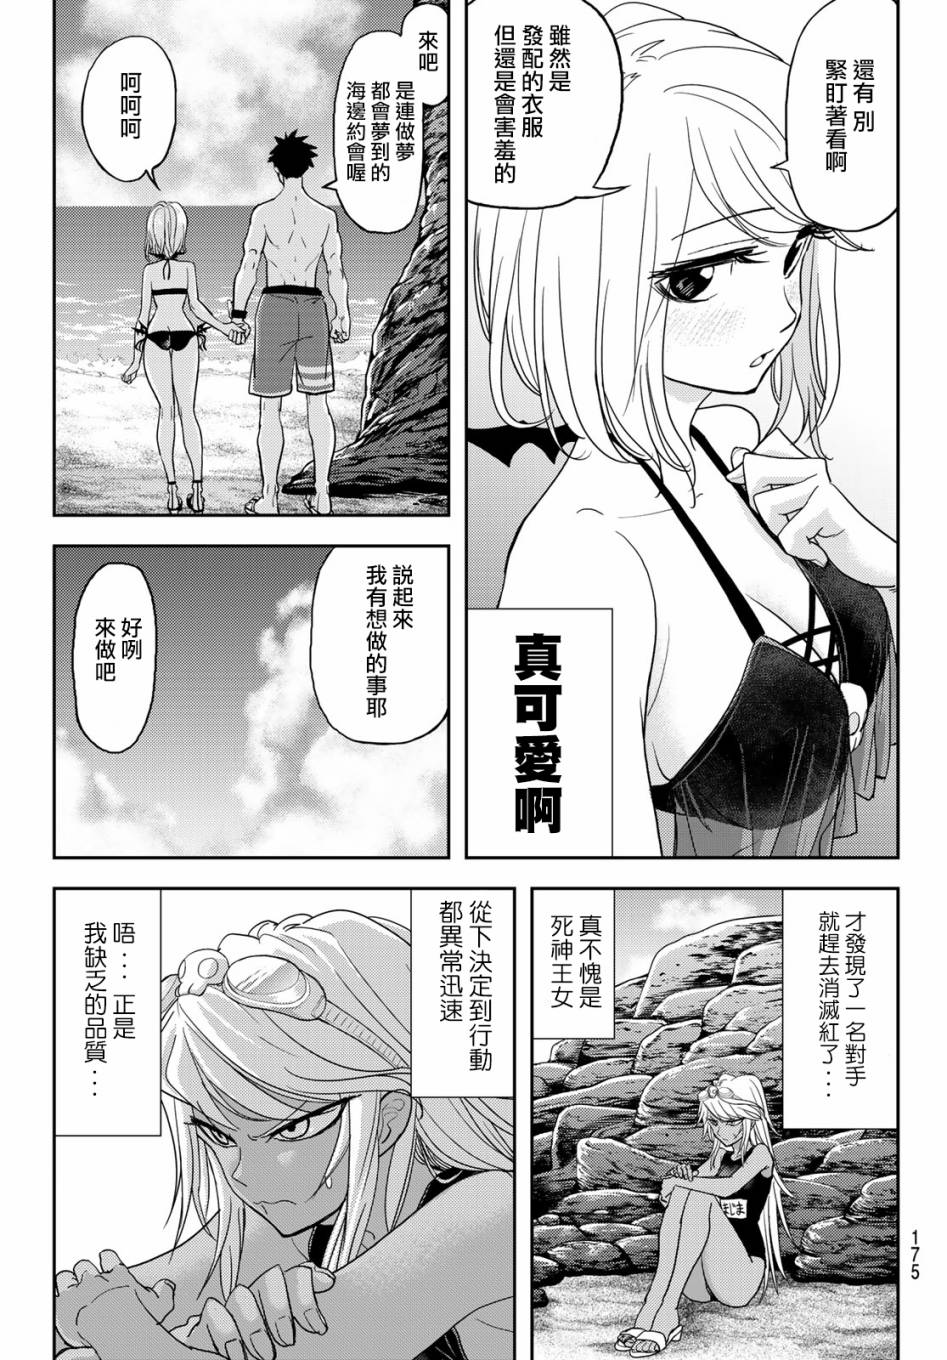 還有別
緊盯著看啊
雖然是
發配的衣服
但還是會害羞的
真可愛啊
來吧
是連做夢
都會夢到的
海邊約會喔
呵呵呵
說起來
我有想做的事耶
好咧
來做吧
才發現了一名對手
就趕去消滅紅了...
真不愧是
死神王女
まじま
從下決定到行動
都異常迅速
唔...正是
我缺乏的品質...
175